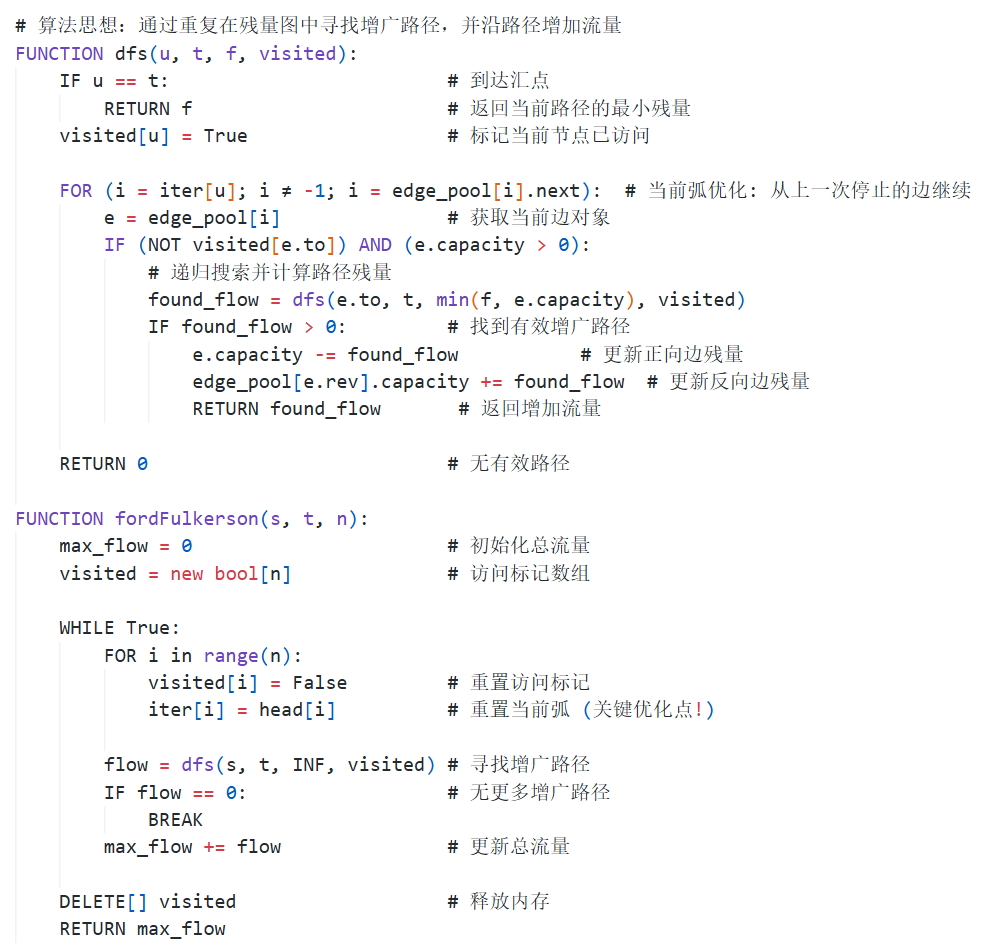 # 算法思想：通过重复在残量图中寻找增广路径，并沿路径增加流量
FUNCTION dfs(u, t, f, visited):
    IF u == t:                         # 到达汇点
        RETURN f                       # 返回当前路径的最小残量
    visited[u] = True                  # 标记当前节点已访问

    FOR (i = iter[u]; i ≠ -1; i = edge_pool[i].next):  # 当前弧优化: 从上一次停止的边继续
        e = edge_pool[i]               # 获取当前边对象
        IF (NOT visited[e.to]) AND (e.capacity > 0):
            # 递归搜索并计算路径残量
            found_flow = dfs(e.to, t, min(f, e.capacity), visited)
            IF found_flow > 0:         # 找到有效增广路径
                e.capacity -= found_flow           # 更新正向边残量
                edge_pool[e.rev].capacity += found_flow  # 更新反向边残量
                RETURN found_flow       # 返回增加流量

    RETURN 0                           # 无有效路径

FUNCTION fordFulkerson(s, t, n):
    max_flow = 0                       # 初始化总流量
    visited = new bool[n]              # 访问标记数组

    WHILE True:
        FOR i in range(n):
            visited[i] = False         # 重置访问标记
            iter[i] = head[i]          # 重置当前弧 (关键优化点!)

        flow = dfs(s, t, INF, visited) # 寻找增广路径
        IF flow == 0:                  # 无更多增广路径
            BREAK
        max_flow += flow               # 更新总流量

    DELETE[] visited                   # 释放内存
    RETURN max_flow